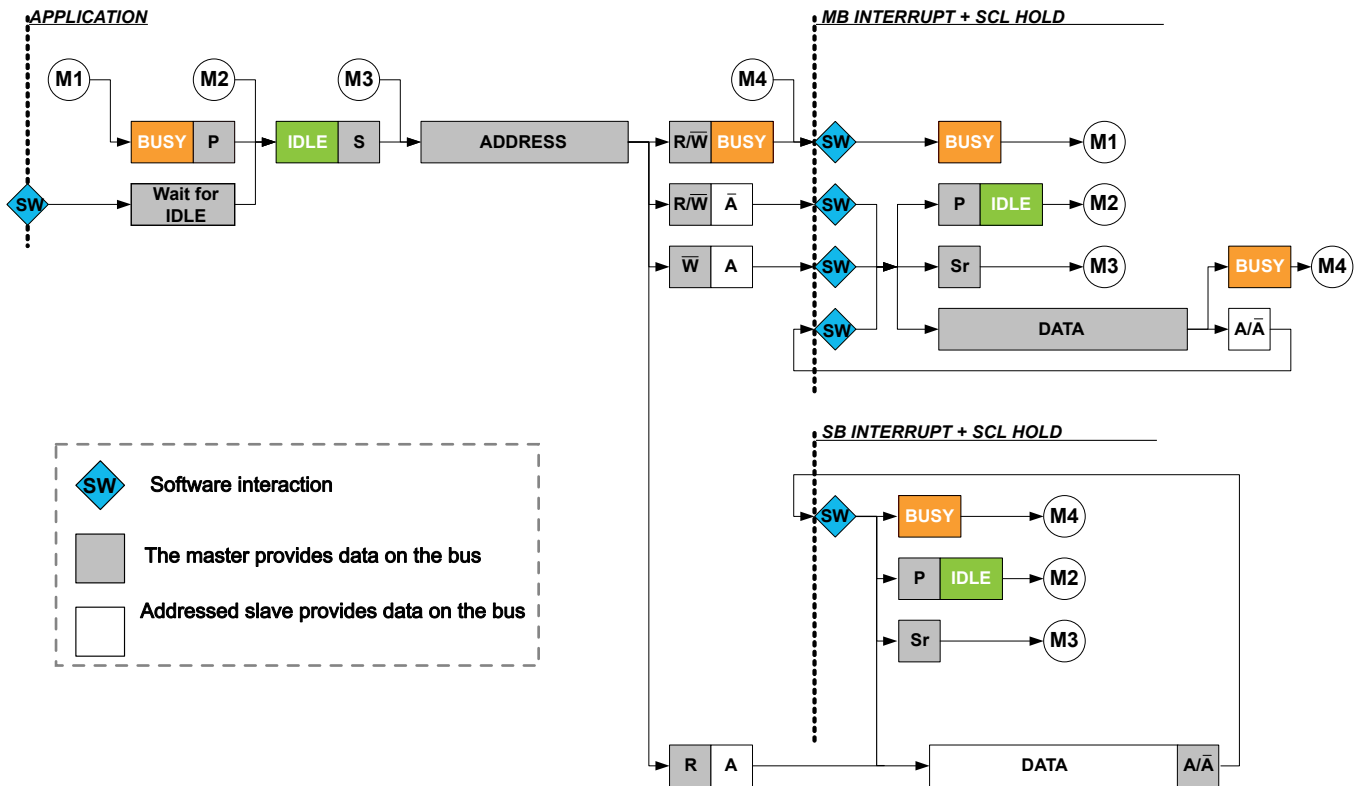 APPLICATION
MB INTERRUPT + SCL HOLD
M1
M2
M3
M4
BUSY P
IDLE S
ADDRESS
R/W̅ BUSY
SW
BUSY
M1
SW
Wait for
IDLE
R/W̅ A̅
SW
P IDLE
M2
W̅ A
SW
Sr
M3
BUSY
M4
SW
DATA
A/A̅
SB INTERRUPT + SCL HOLD
SW
Software interaction
SW
BUSY
M4
The master provides data on the bus
P IDLE
M2
Addressed slave provides data on the bus
Sr
M3
R A
DATA
A/A̅